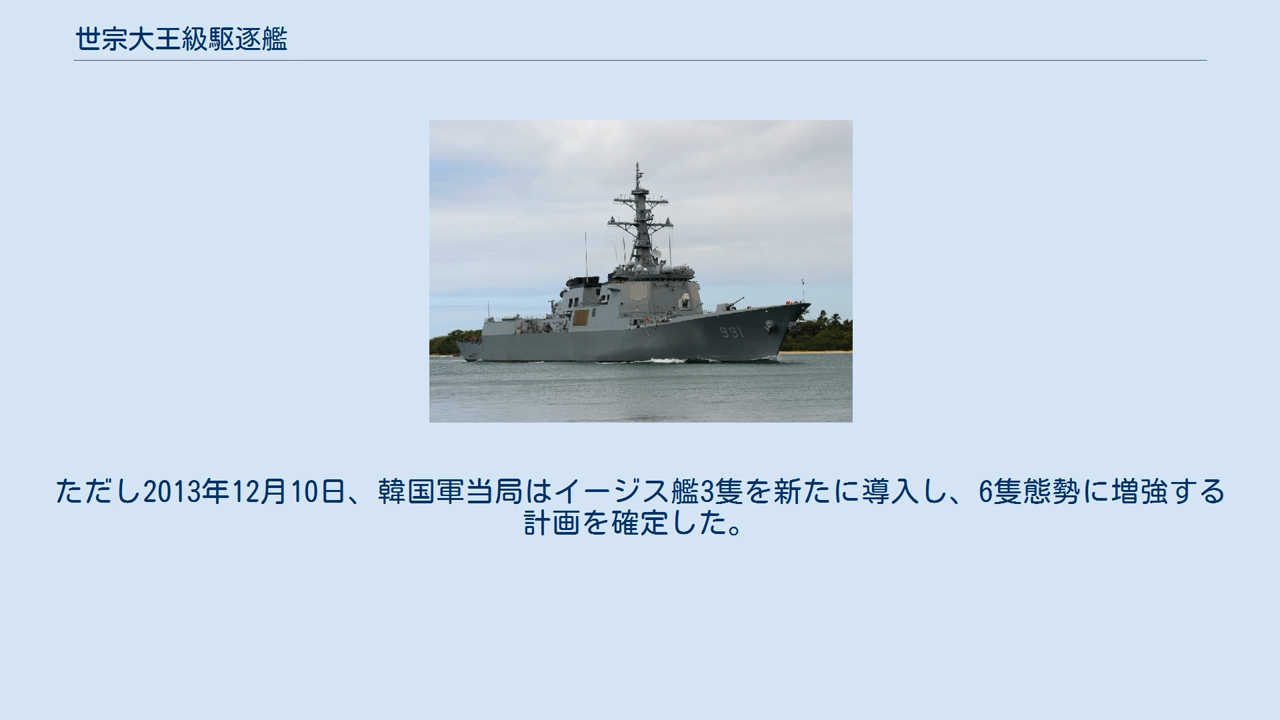 世宗大王級駆逐艦
991
ただし2013年12月10日、韓国軍当局はイージス艦3隻を新たに導入し、6隻態勢に増強する
計画を確定した。